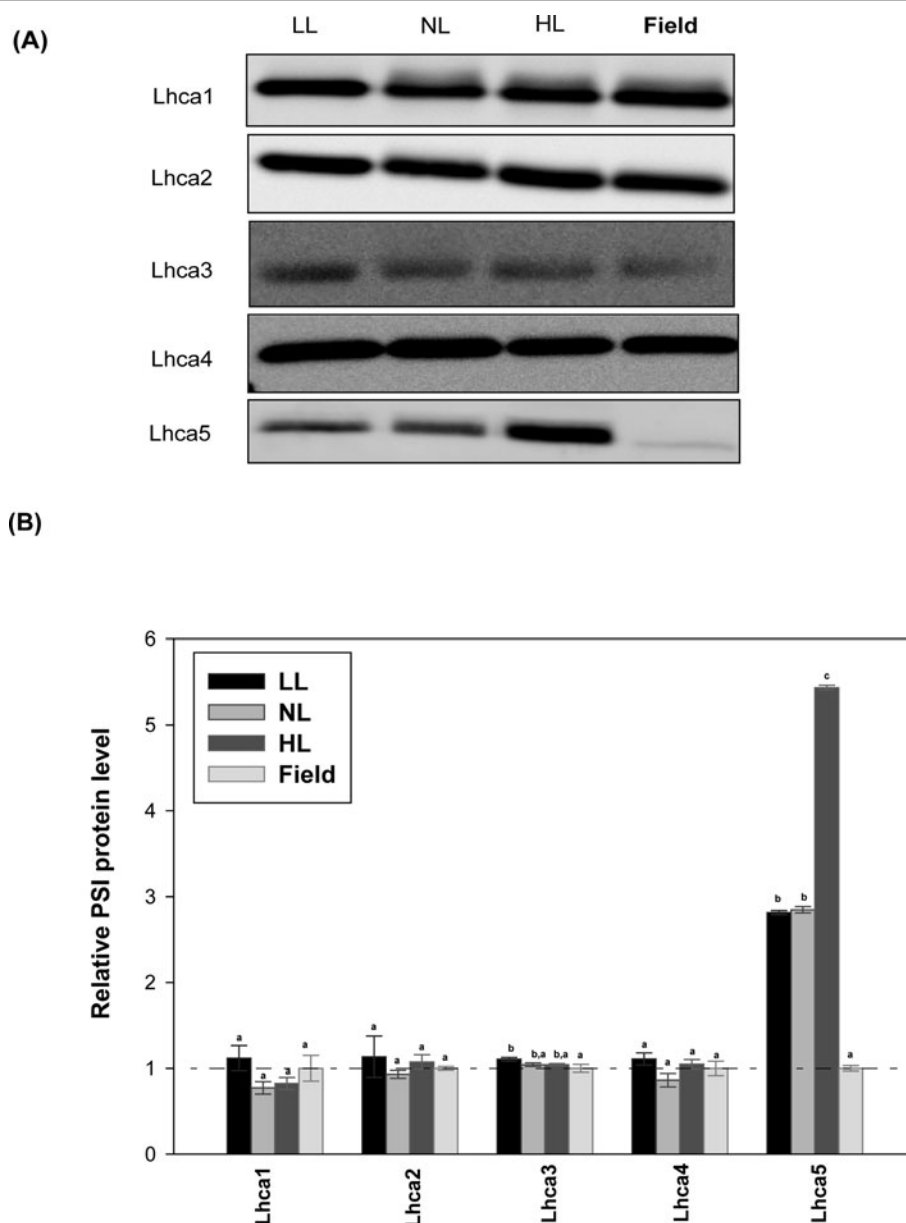 (A)
LL NL HL Field
Lhca1
Lhca2
Lhca3
Lhca4
Lhca5
(B)
Relative PSI protein level
6
5
4
3
2
1
0
LL
NL
HL
Field
a a a a
a a a a
b b,a b,a a
a a a a
b b c a
Lhca1 Lhca2 Lhca3 Lhca4 Lhca5